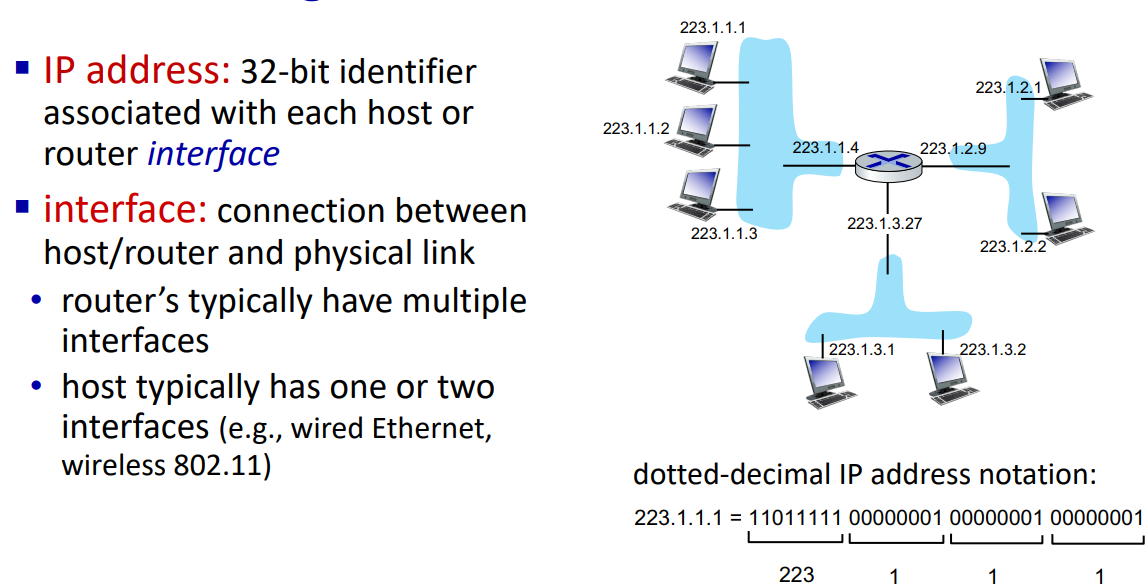 IP address: 32-bit identifier
associated with each host or
router interface
interface: connection between
host/router and physical link
router’s typically have multiple
interfaces
host typically has one or two
interfaces (e.g., wired Ethernet,
wireless 802.11)
223.1.1.1
223.1.1.2
223.1.1.3
223.1.1.4
223.1.2.9
223.1.2.1
223.1.2.2
223.1.3.27
223.1.3.1
223.1.3.2
dotted-decimal IP address notation:
223.1.1.1 = 11011111 00000001 00000001 00000001
223 1 1 1